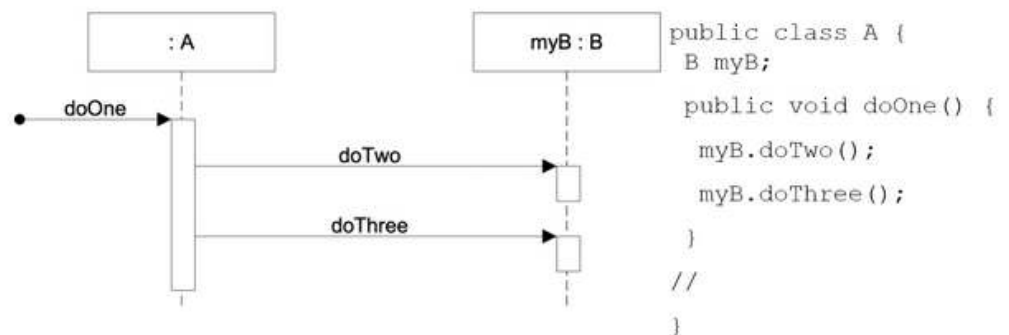 : A
myB : B
doOne
doTwo
doThree
public class A {
B myB;
public void doOne() {
myB.doTwo();
myB.doThree();
}
//
}